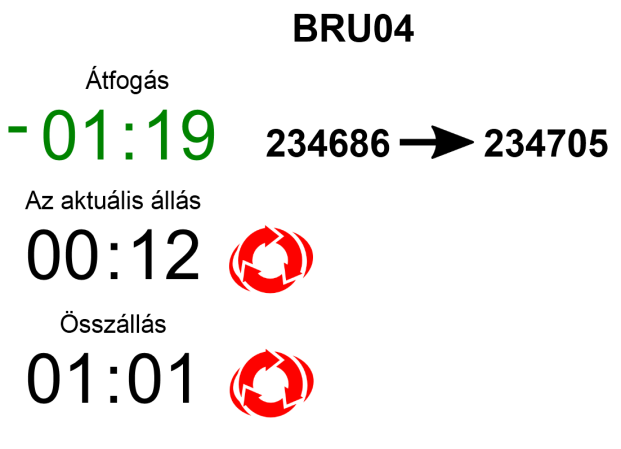 BRU04
Átfogás
-01:19
234686 234705
Az aktuális állás
00:12
Összállás
01:01